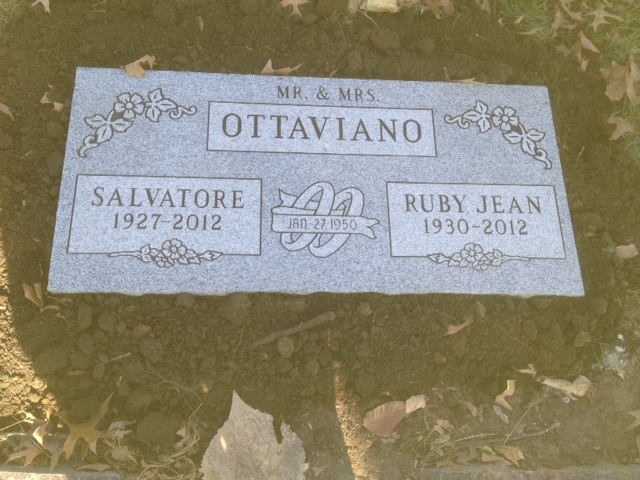 MR. & MRS.
OTTAVIANO
SALVATORE
1927-2012
JAN. 27, 1950
RUBY JEAN
1930-2012